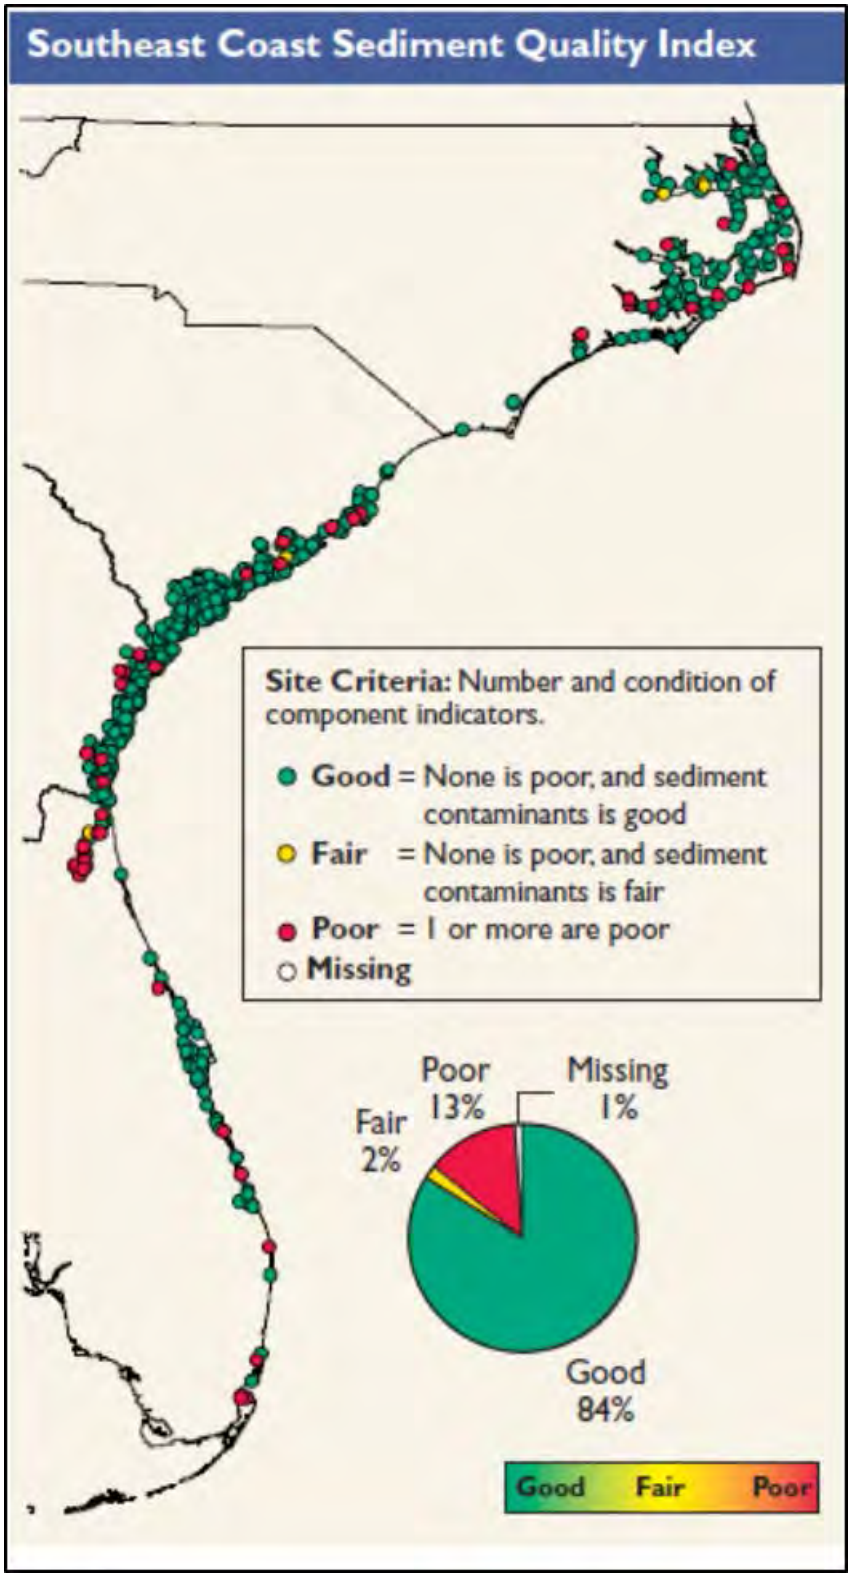 Southeast Coast Sediment Quality Index
Site Criteria: Number and condition of
component indicators.
Good = None is poor, and sediment
contaminants is good
Fair = None is poor, and sediment
contaminants is fair
Poor = 1 or more are poor
Missing
Poor
13%
Missing
1%
Fair
2%
Good
84%
Good Fair Poor